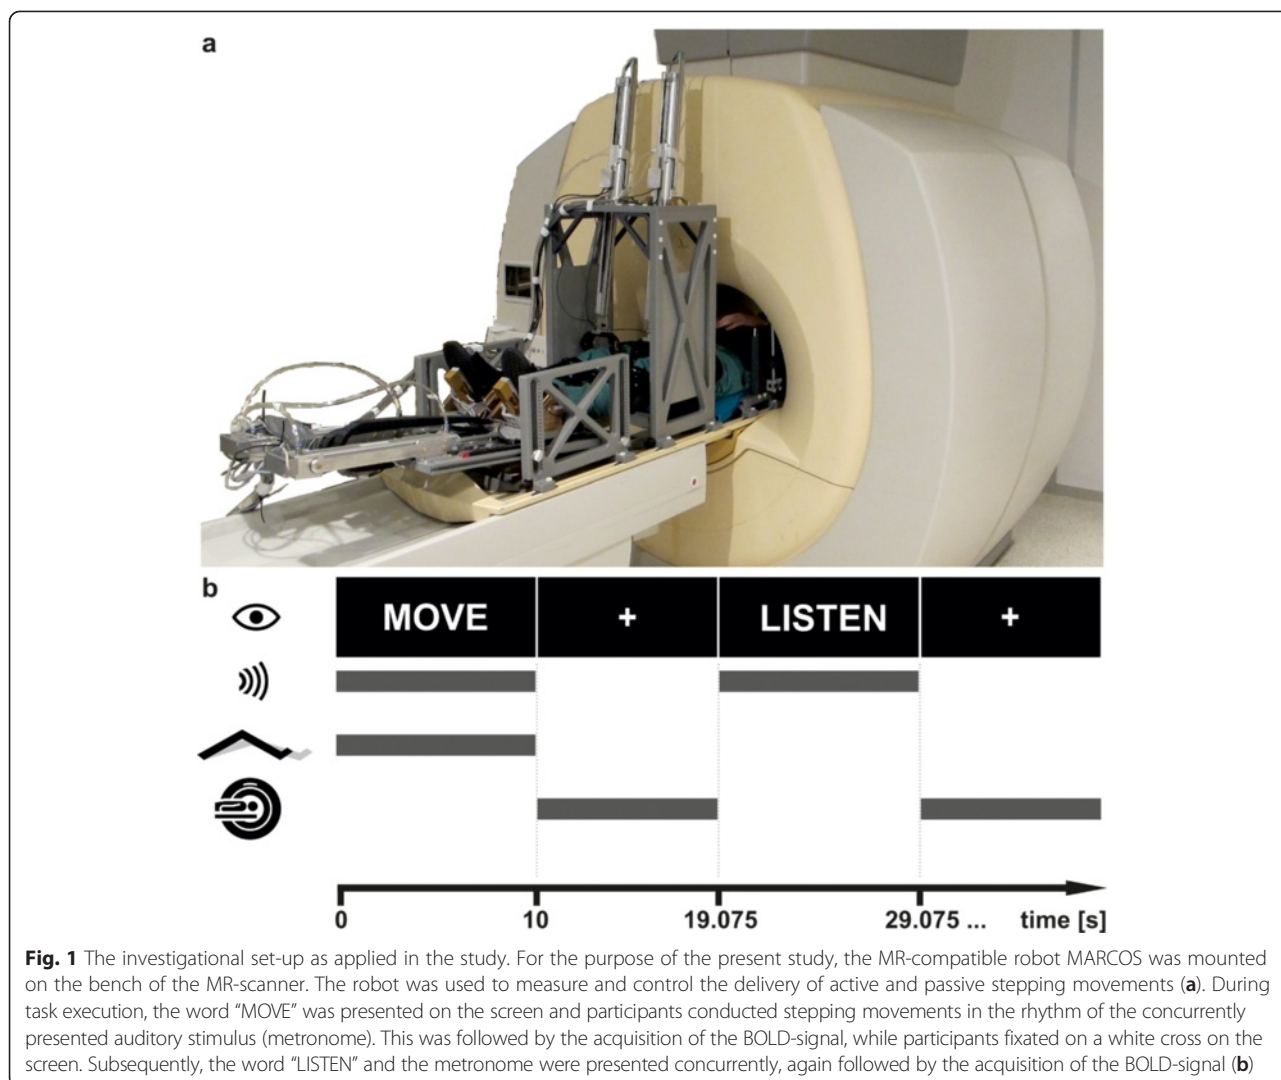 a
b
MOVE + LISTEN +
0 10 19.075 29.075 ... time [s]
Fig. 1 The investigational set-up as applied in the study. For the purpose of the present study, the MR-compatible robot MARCOS was mounted
on the bench of the MR-scanner. The robot was used to measure and control the delivery of active and passive stepping movements (a). During
task execution, the word “MOVE” was presented on the screen and participants conducted stepping movements in the rhythm of the concurrently
presented auditory stimulus (metronome). This was followed by the acquisition of the BOLD-signal, while participants fixated on a white cross on the
screen. Subsequently, the word “LISTEN” and the metronome were presented concurrently, again followed by the acquisition of the BOLD-signal (b)